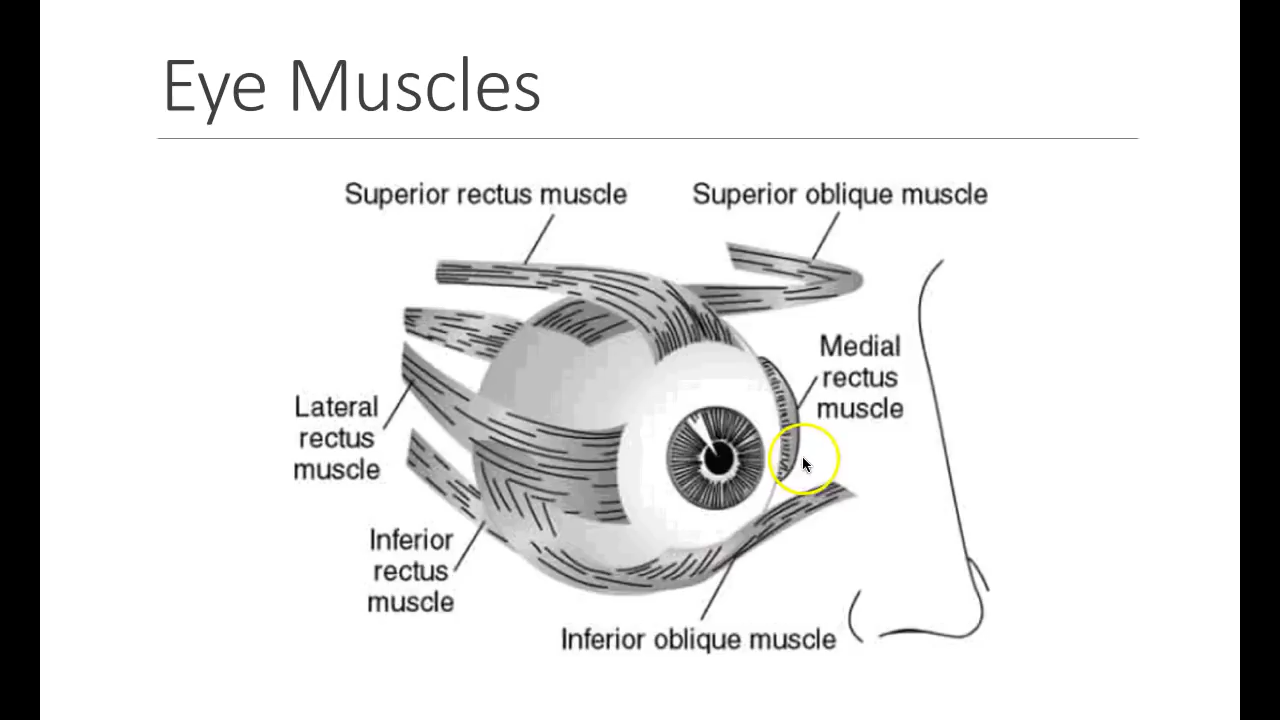 Eye Muscles
Superior rectus muscle
Superior oblique muscle
Medial
rectus
muscle
Lateral
rectus
muscle
Inferior
rectus
muscle
Inferior oblique muscle